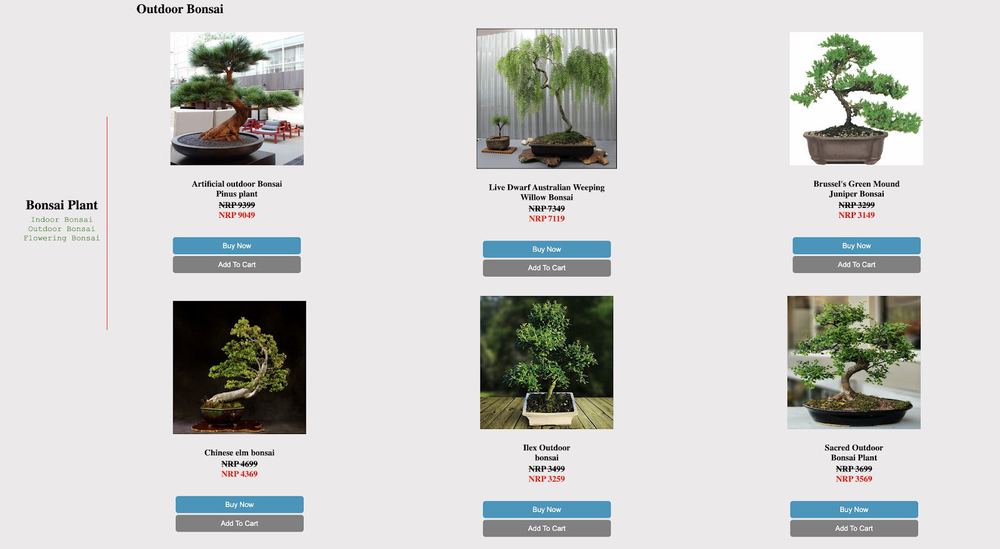 Outdoor Bonsai
Bonsai Plant
Indoor Bonsai
Outdoor Bonsai
Flowering Bonsai
Artificial outdoor Bonsai
Pinus plant
NRP 9399
NRP 9049
Buy Now
Add To Cart
Live Dwarf Australian Weeping
Willow Bonsai
NRP 7349
NRP 7119
Buy Now
Add To Cart
Brussel's Green Mound
Juniper Bonsai
NRP 3299
NRP 3149
Buy Now
Add To Cart
Chinese elm bonsai
NRP 4699
NRP 4369
Buy Now
Add To Cart
Ilex Outdoor
bonsai
NRP 3499
NRP 3259
Buy Now
Add To Cart
Sacred Outdoor
Bonsai Plant
NRP 3699
NRP 3569
Buy Now
Add To Cart